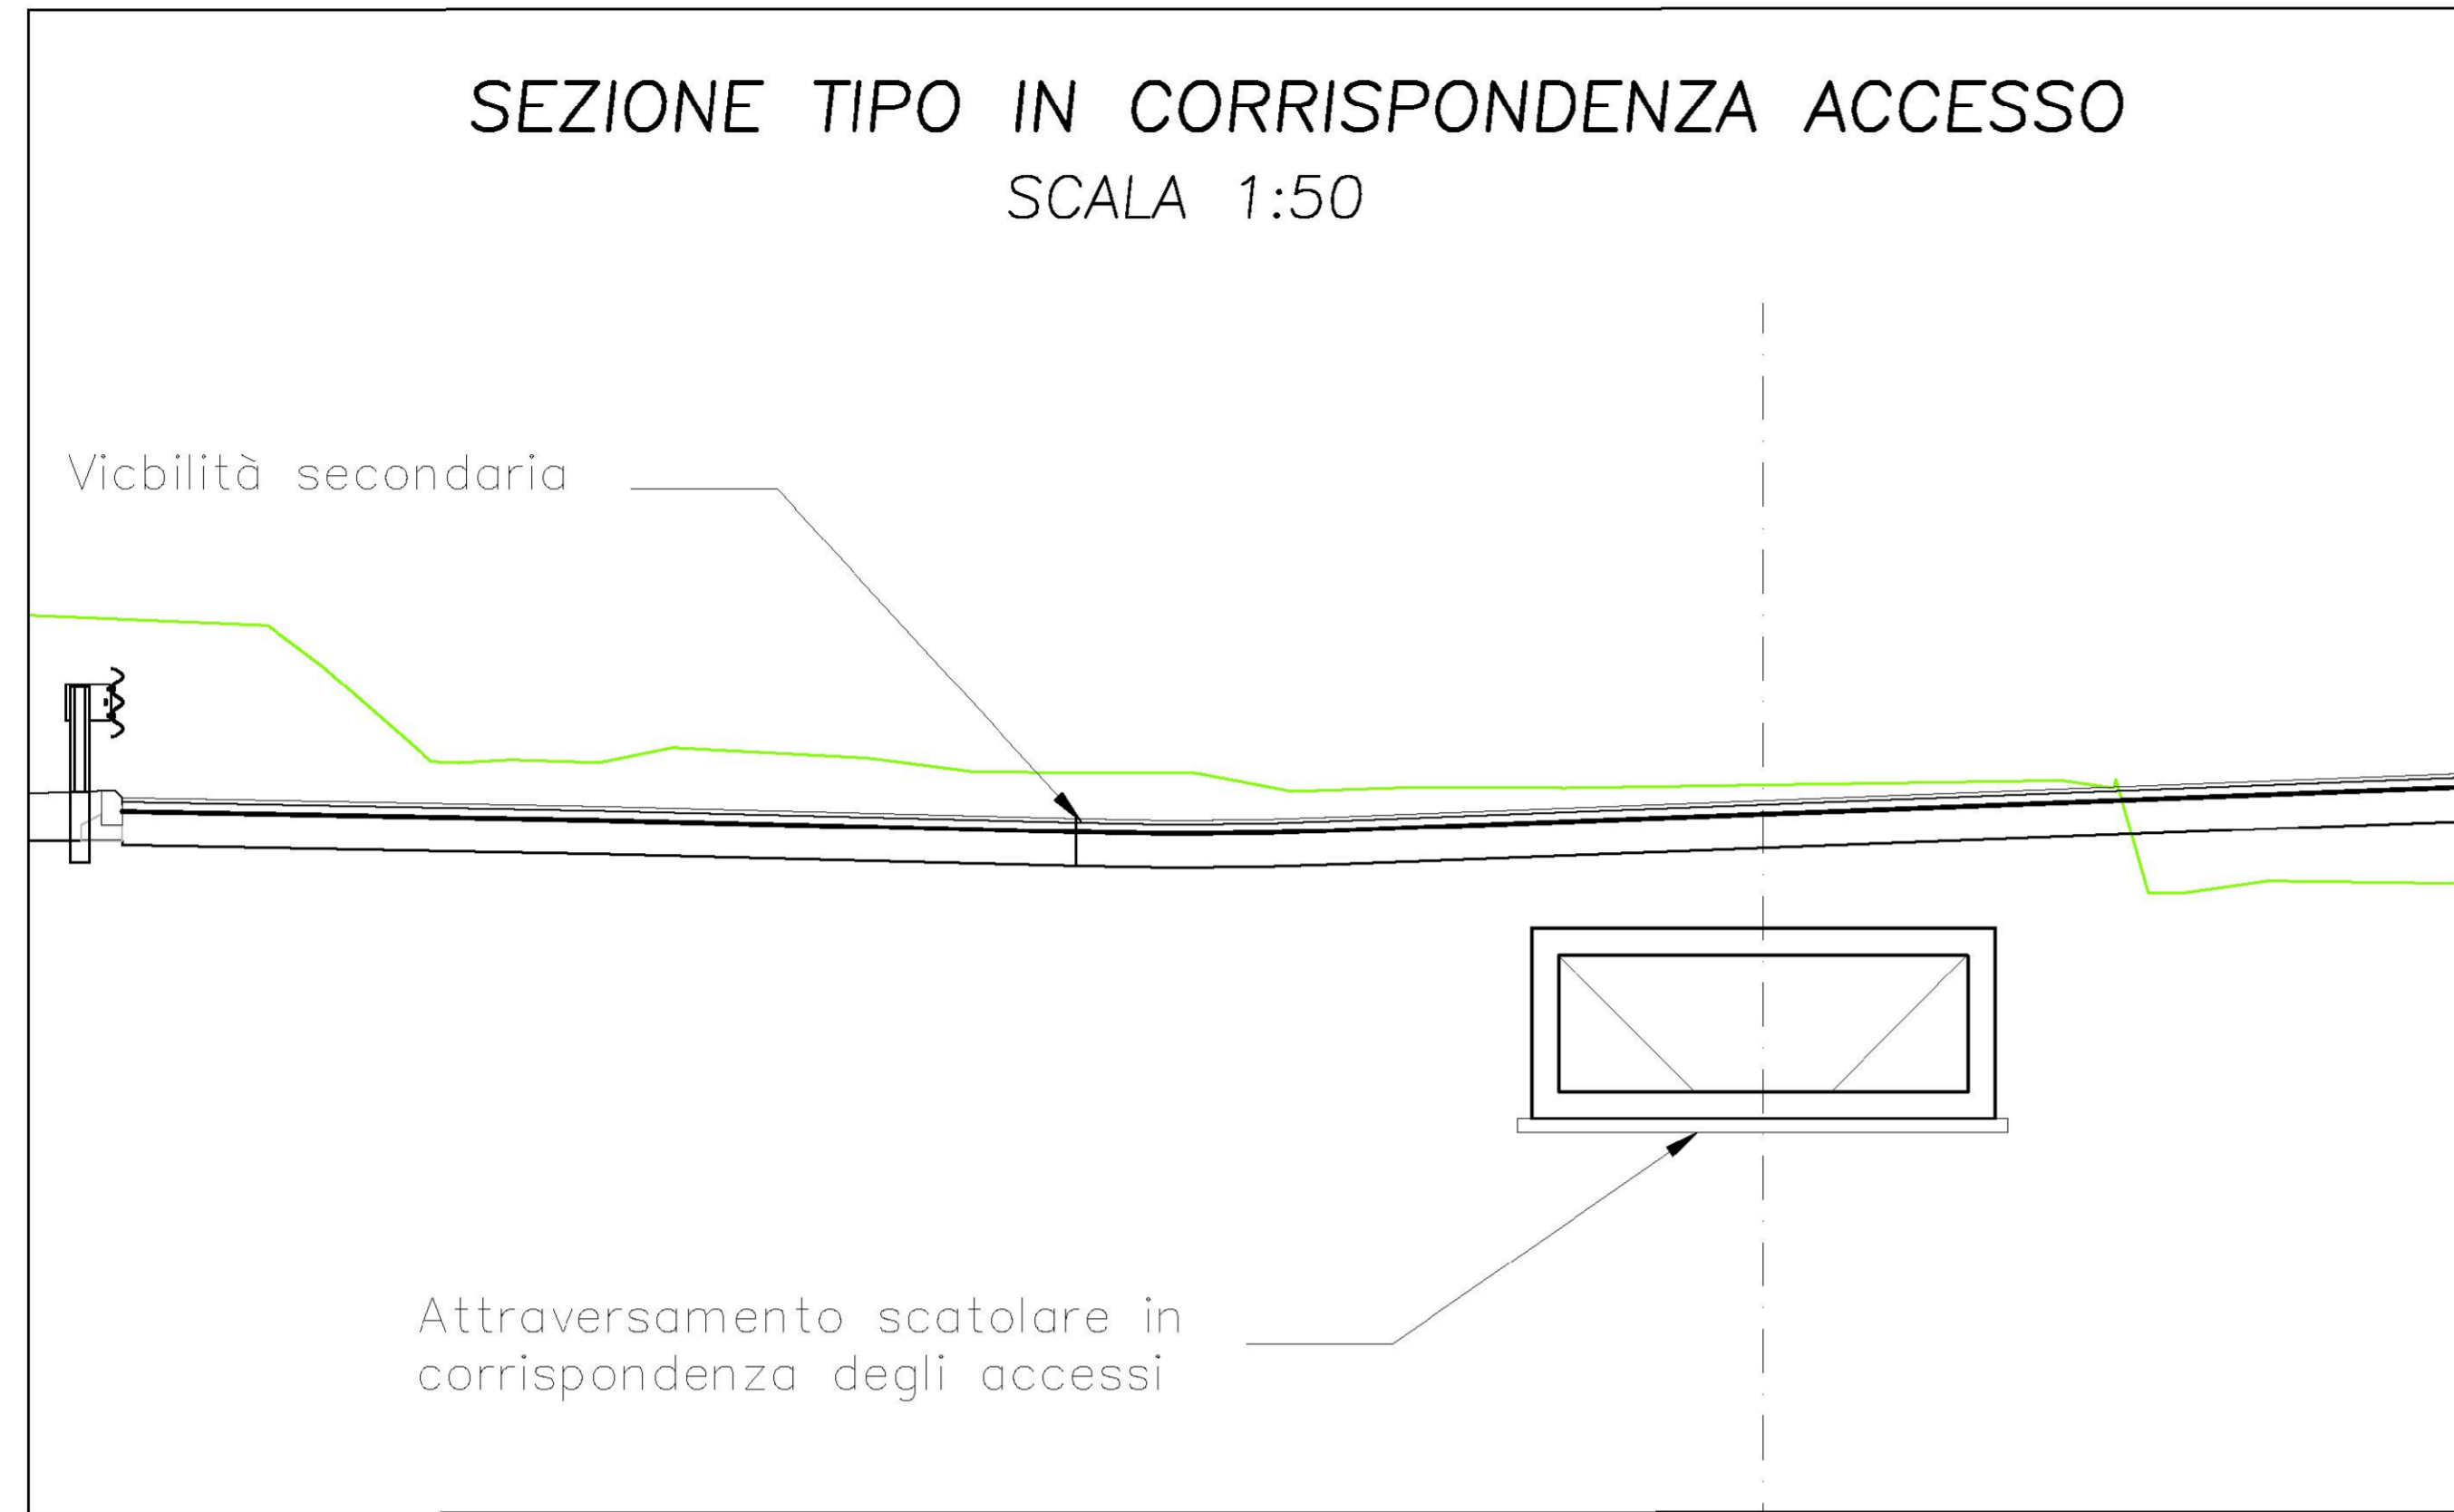 SEZIONE TIPO IN CORRISPONDENZA ACCESSO
SCALA 1:50
Vicbilità secondaria
Attraversamento scatolare in
corrispondenza degli accessi